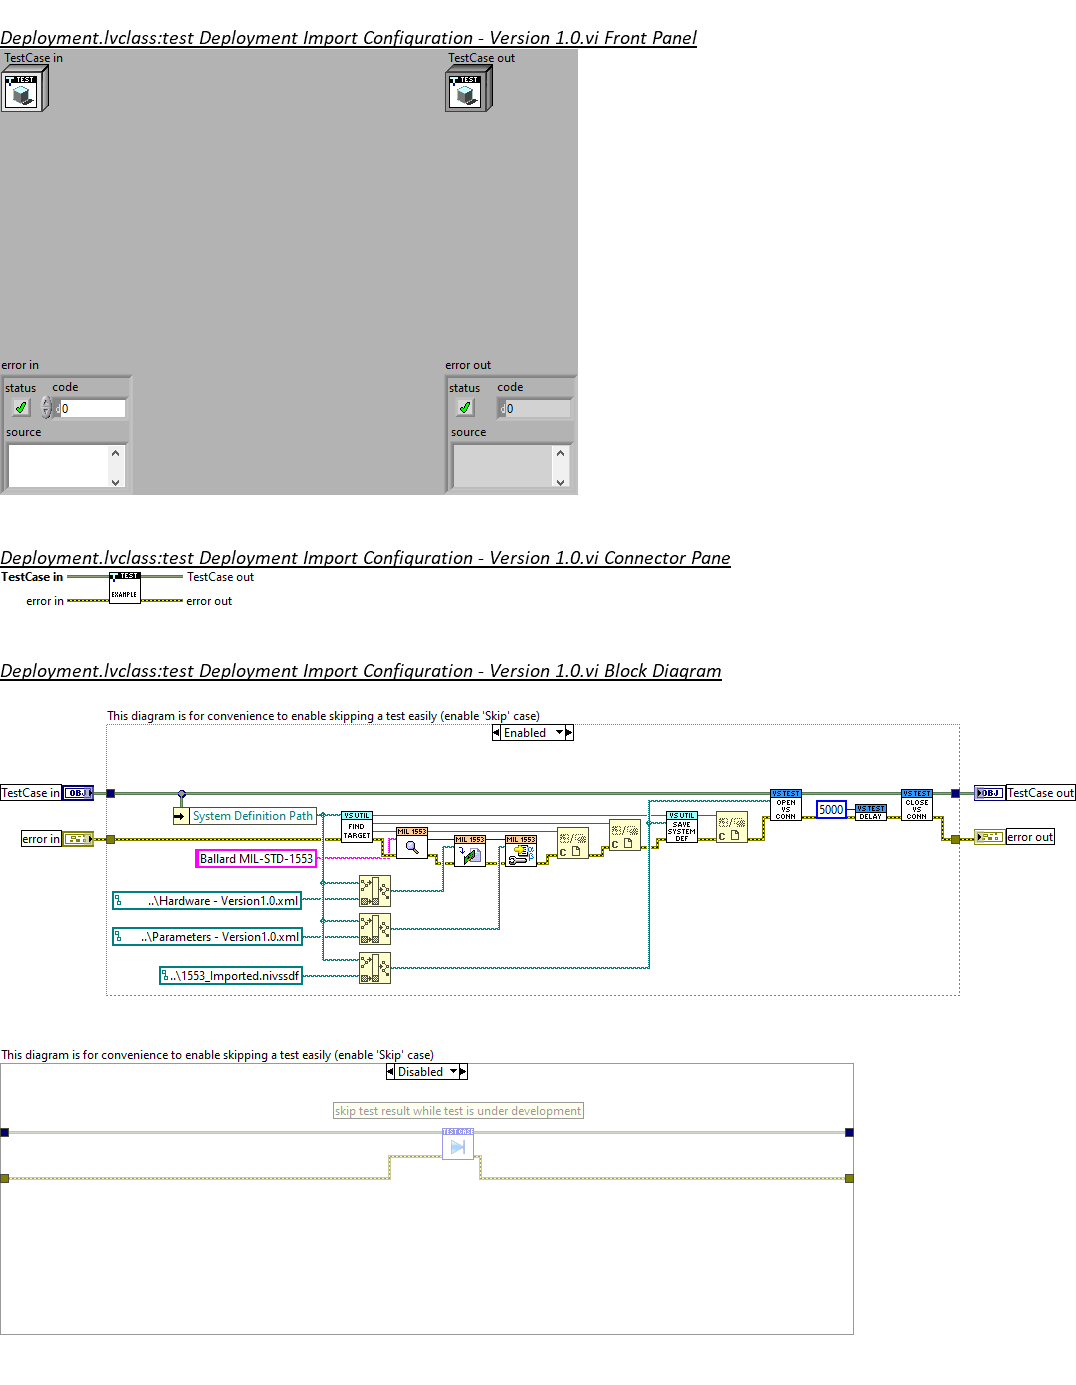 Deployment.lvclass:test Deployment Import Configuration - Version 1.0.vi Front Panel
TestCase in
TestCase out
TEST
TEST
error in
error out
status code
status code
0
0
source
source
Deployment.lvclass:test Deployment Import Configuration - Version 1.0.vi Connector Pane
TestCase in
TEST
TestCase out
error in
EXAMPLE
error out
Deployment.lvclass:test Deployment Import Configuration - Version 1.0.vi Block Diagram
This diagram is for convenience to enable skipping a test easily (enable 'Skip' case)
Enabled
TestCase in
OBJ
VS TEST
OPEN
VS
CONN
VS TEST
CLOSE
VS
CONN
OBJ
TestCase out
System Definition Path
VS UTIL
FIND
TARGET
VS UTIL
SAVE
SYSTEM
DEF
5000
VS TEST
DELAY
error in
MIL 1553
MIL 1553
MIL 1553
error out
Ballard MIL-STD-1553
..\Hardware - Version1.0.xml
..\Parameters - Version1.0.xml
..\1553_Imported.nivssdf
This diagram is for convenience to enable skipping a test easily (enable 'Skip' case)
Disabled
skip test result while test is under development
TEST CASE